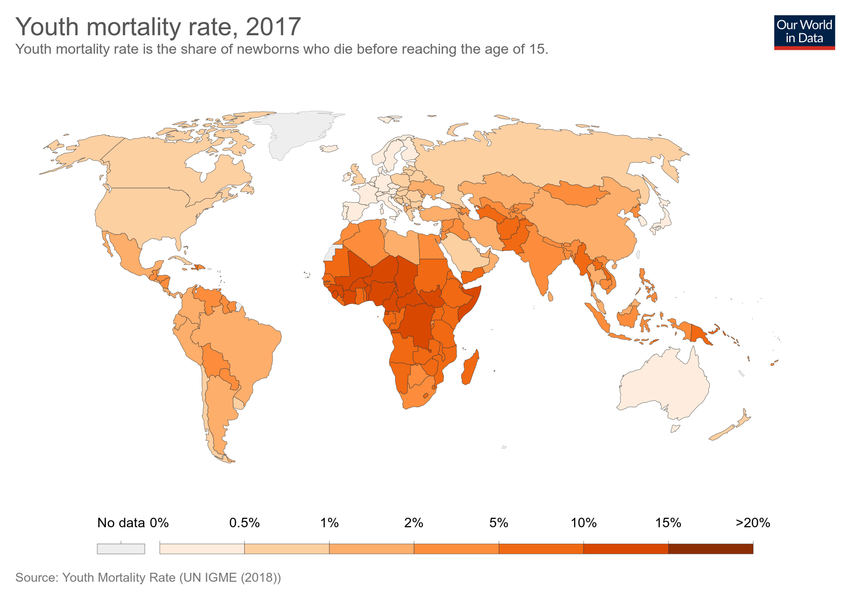 Youth mortality rate, 2017
Youth mortality rate is the share of newborns who die before reaching the age of 15.
Our World
in Data
No data 0% 0.5% 1% 2% 5% 10% 15% >20%
Source: Youth Mortality Rate (UN IGME (2018))